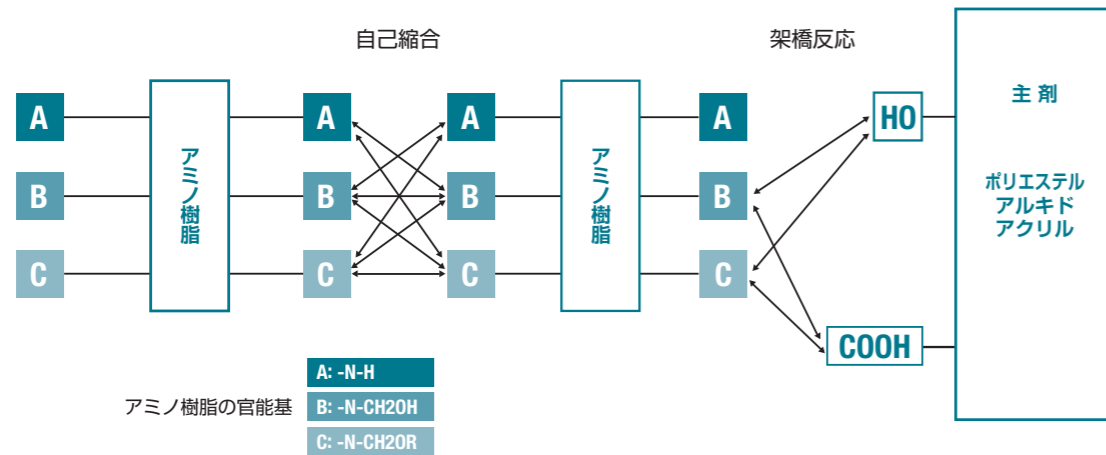 自己縮合
架橋反応
A
アミノ樹脂
A
A
アミノ樹脂
A
HO
主 剤
B
B
B
B
ポリエステル
アルキド
アクリル
C
C
C
C
COOH
アミノ樹脂の官能基
A: -N-H
B: -N-CH2OH
C: -N-CH2OR